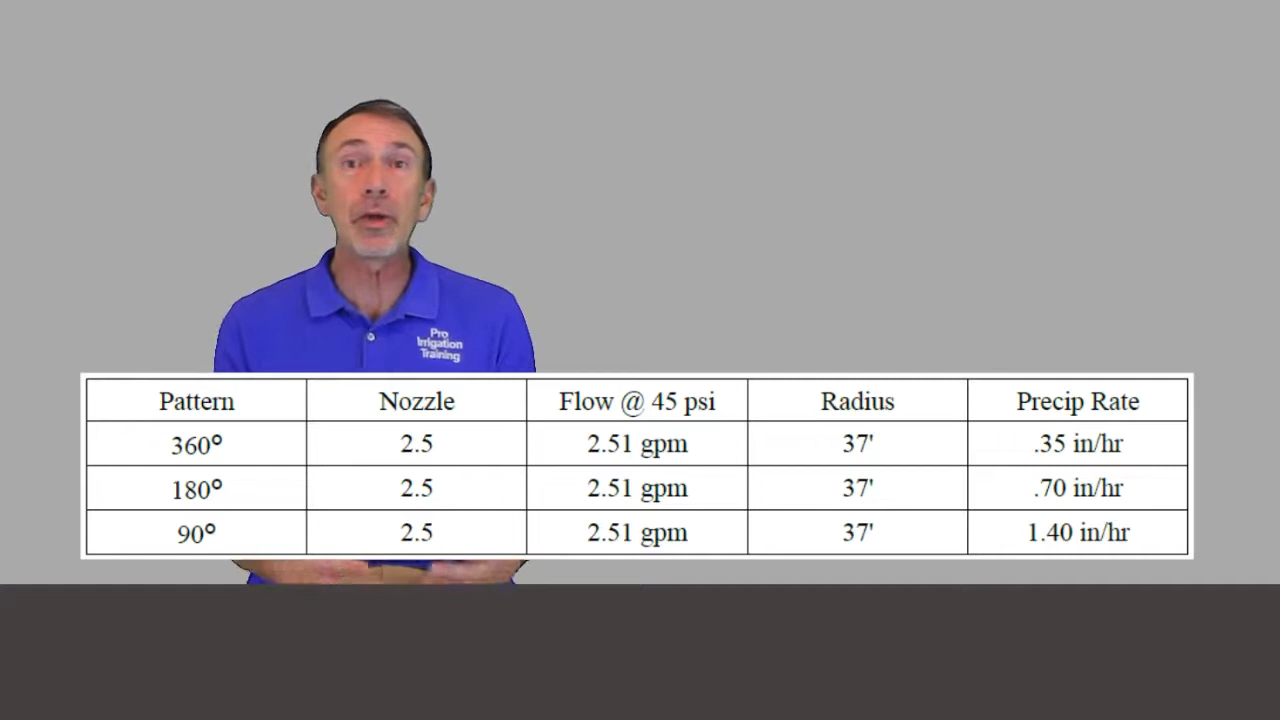 Pro
Irrigation
Training
Pattern Nozzle Flow @ 45 psi Radius Precip Rate
360° 2.5 2.51 gpm 37' .35 in/hr
180° 2.5 2.51 gpm 37' .70 in/hr
90° 2.5 2.51 gpm 37' 1.40 in/hr